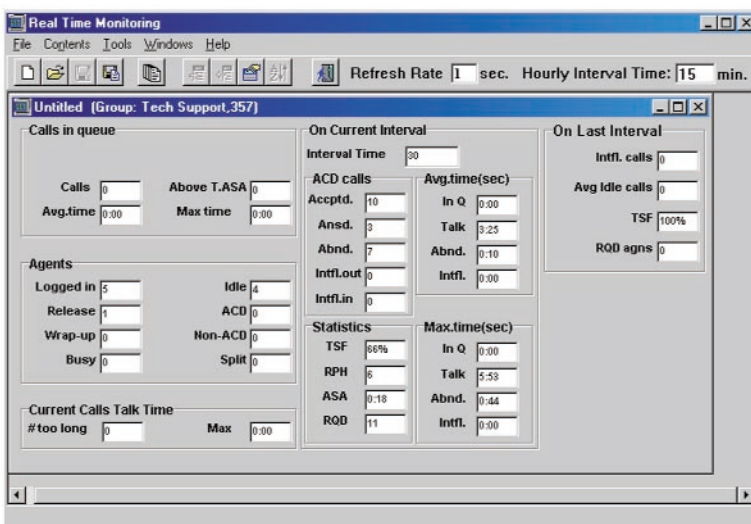 Real Time Monitoring
File Contents Tools Windows Help
Refresh Rate 1 sec. Hourly Interval Time: 15 min.
Untitled (Group: Tech Support,357)
Calls in queue
Calls 0 Above T.ASA 0
Avg.time 0:00 Max time 0:00
Agents
Logged in 5 Idle 4
Release 1 ACD 0
Wrap-up 0 Non-ACD 0
Busy 0 Split 0
Current Calls Talk Time
#too long 0 Max 0:00
On Current Interval
Interval Time 30
ACD calls
Accptd. 10
Ansd. 3
Abnd. 7
Intfl.out 0
Intfl.in 0
Avg.time(sec)
In Q 0:00
Talk 3:25
Abnd. 0:10
Intfl. 0:00
Statistics
TSF 66%
RPH 6
ASA 0:18
RQD 11
Max.time(sec)
In Q 0:00
Talk 5:53
Abnd. 0:44
Intfl. 0:00
On Last Interval
Intfl. calls 0
Avg Idle calls 0
TSF 100%
RQD agns 0